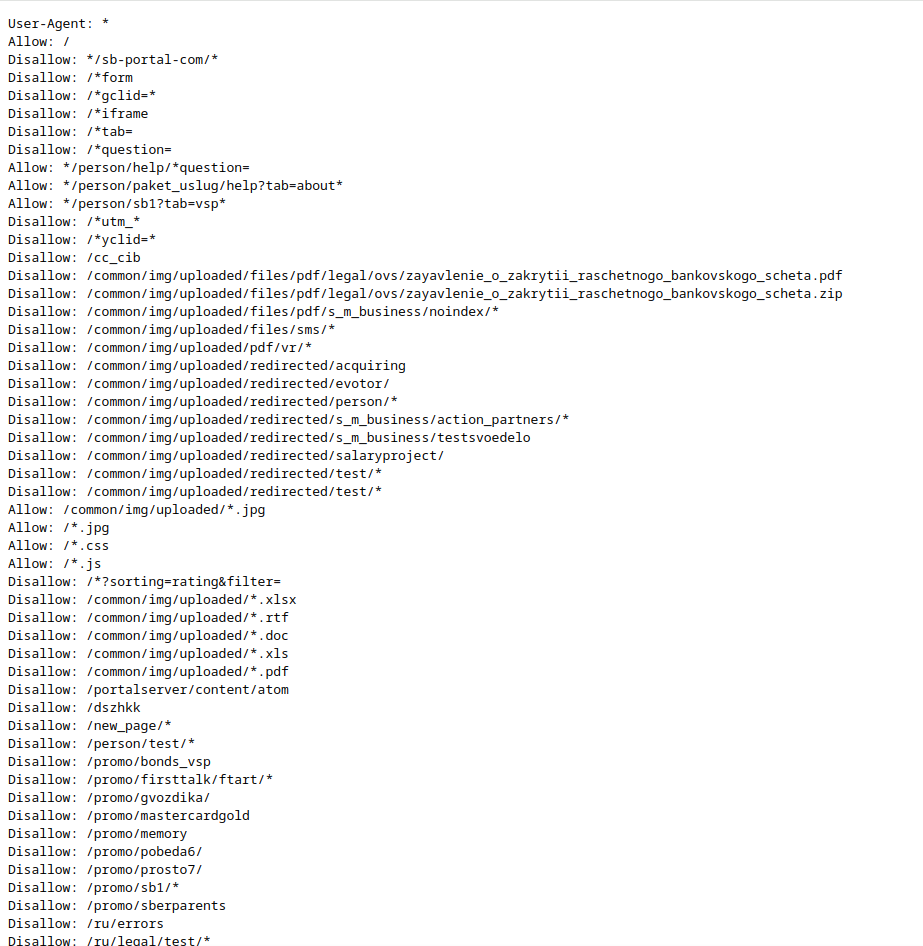 User-Agent: *
Allow: /
Disallow: */sb-portal-com/*
Disallow: /*form
Disallow: /*gclid=*
Disallow: /*iframe
Disallow: /*tab=
Disallow: /*question=
Allow: */person/help/*question=
Allow: */person/paket_uslug/help?tab=about*
Allow: */person/sb1?tab=vsp*
Disallow: /*utm_*
Disallow: /*yclid=*
Disallow: /cc_cib
Disallow: /common/img/uploaded/files/pdf/legal/ovs/zayavlenie_o_zakrytii_raschetnogo_bankovskogo_scheta.pdf
Disallow: /common/img/uploaded/files/pdf/legal/ovs/zayavlenie_o_zakrytii_raschetnogo_bankovskogo_scheta.zip
Disallow: /common/img/uploaded/files/pdf/s_m_business/noindex/*
Disallow: /common/img/uploaded/files/sms/*
Disallow: /common/img/uploaded/pdf/vr/*
Disallow: /common/img/uploaded/redirected/acquiring
Disallow: /common/img/uploaded/redirected/evotor/
Disallow: /common/img/uploaded/redirected/person/*
Disallow: /common/img/uploaded/redirected/s_m_business/action_partners/*
Disallow: /common/img/uploaded/redirected/s_m_business/testsvoedelo
Disallow: /common/img/uploaded/redirected/salaryproject/
Disallow: /common/img/uploaded/redirected/test/*
Disallow: /common/img/uploaded/redirected/test/*
Allow: /common/img/uploaded/*.jpg
Allow: /*.jpg
Allow: /*.css
Allow: /*.js
Disallow: /*?sorting=rating&filter=
Disallow: /common/img/uploaded/*.xlsx
Disallow: /common/img/uploaded/*.rtf
Disallow: /common/img/uploaded/*.doc
Disallow: /common/img/uploaded/*.xls
Disallow: /common/img/uploaded/*.pdf
Disallow: /portalserver/content/atom
Disallow: /dszhkk
Disallow: /new_page/*
Disallow: /person/test/*
Disallow: /promo/bonds_vsp
Disallow: /promo/firsttalk/ftart/*
Disallow: /promo/gvozdika/
Disallow: /promo/mastercardgold
Disallow: /promo/memory
Disallow: /promo/pobeda6/
Disallow: /promo/prosto7/
Disallow: /promo/sb1/*
Disallow: /promo/sberparents
Disallow: /ru/errors
Disallow: /ru/legal/test/*